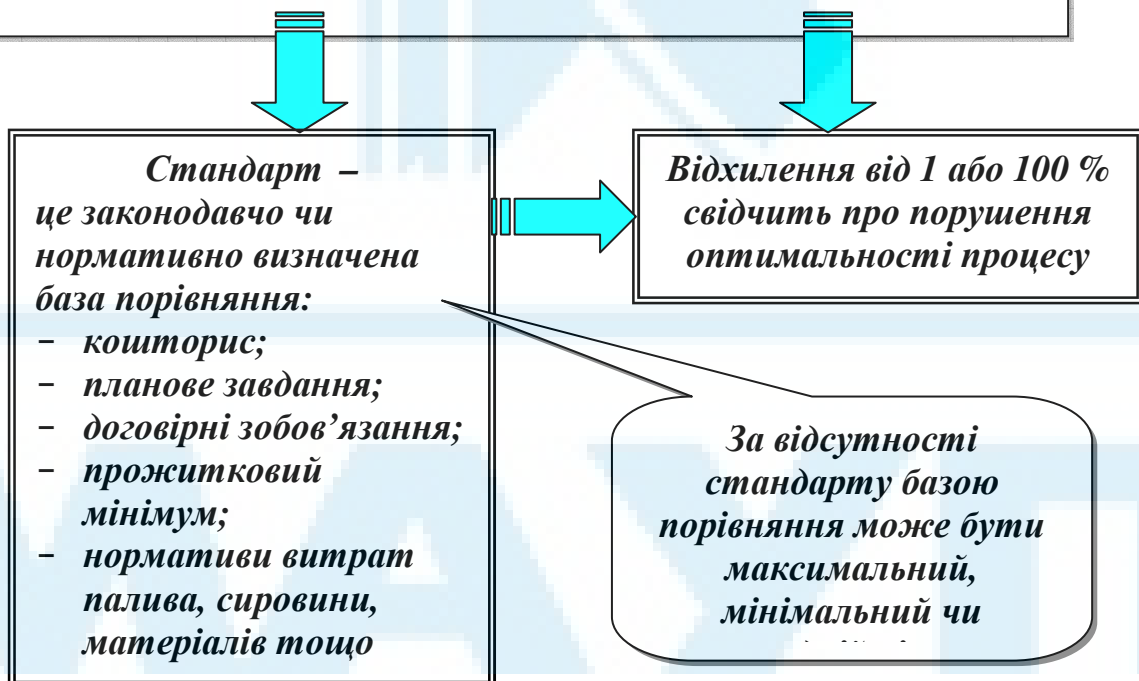 Стандарт –
це законодавчо чи
нормативно визначена
база порівняння:
- кошторис;
- планове завдання;
- договірні зобов’язання;
- прожитковий
мінімум;
- нормативи витрат
палива, сировини,
матеріалів тощо
Відхилення від 1 або 100 %
свідчить про порушення
оптимальності процесу
За відсутності
стандарту базою
порівняння може бути
максимальний,
мінімальний чи